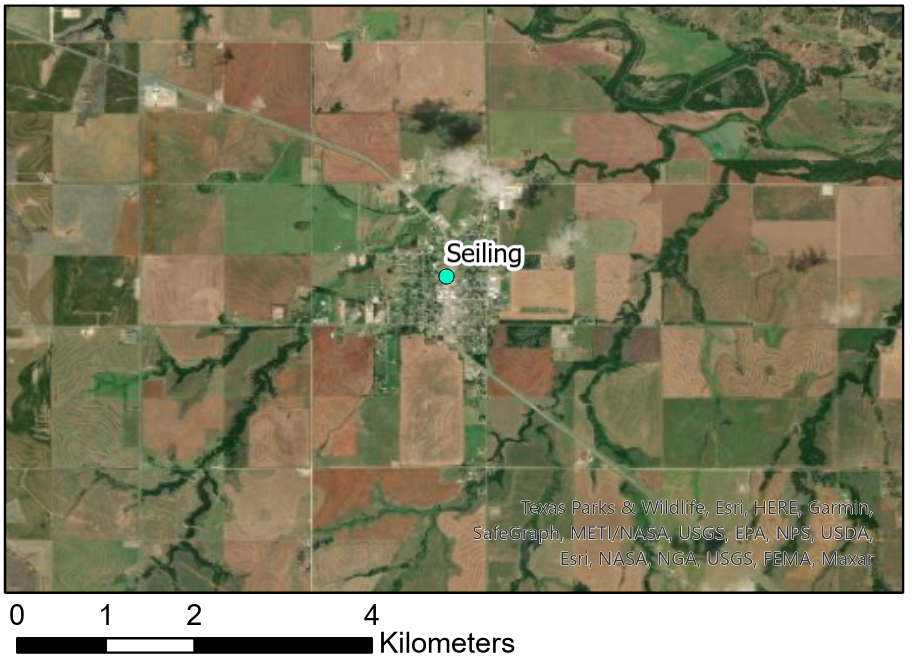 Seiling
Texas Parks & Wildlife, Esri, HERE, Garmin,
SafeGraph, METI/NASA, USGS, EPA, NPS, USDA,
Esri, NASA, NGA, USGS, FEMA, Maxar
0 1 2 4
Kilometers